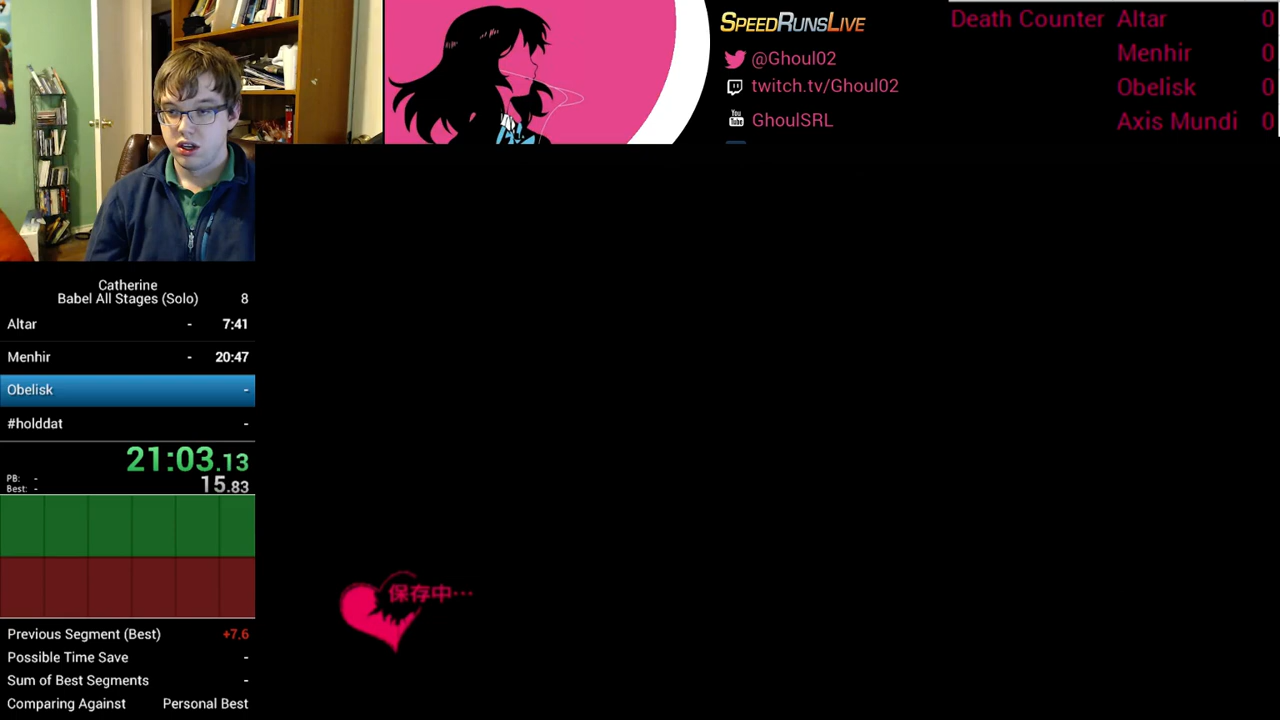 SPEEDRUNSLIVE
@Ghoul02
twitch.tv/Ghoul02
You Tube GhoulSRL
Death Counter Altar 0
Menhir 0
Obelisk 0
Axis Mundi 0
Catherine
Babel All Stages (Solo) 8
Altar - 7:41
Menhir - 20:47
Obelisk -
#holddat -
21:03.13
PB: -
Best: -
15.83
Previous Segment (Best) +7.6
Possible Time Save -
Sum of Best Segments -
Comparing Against Personal Best
保存中…